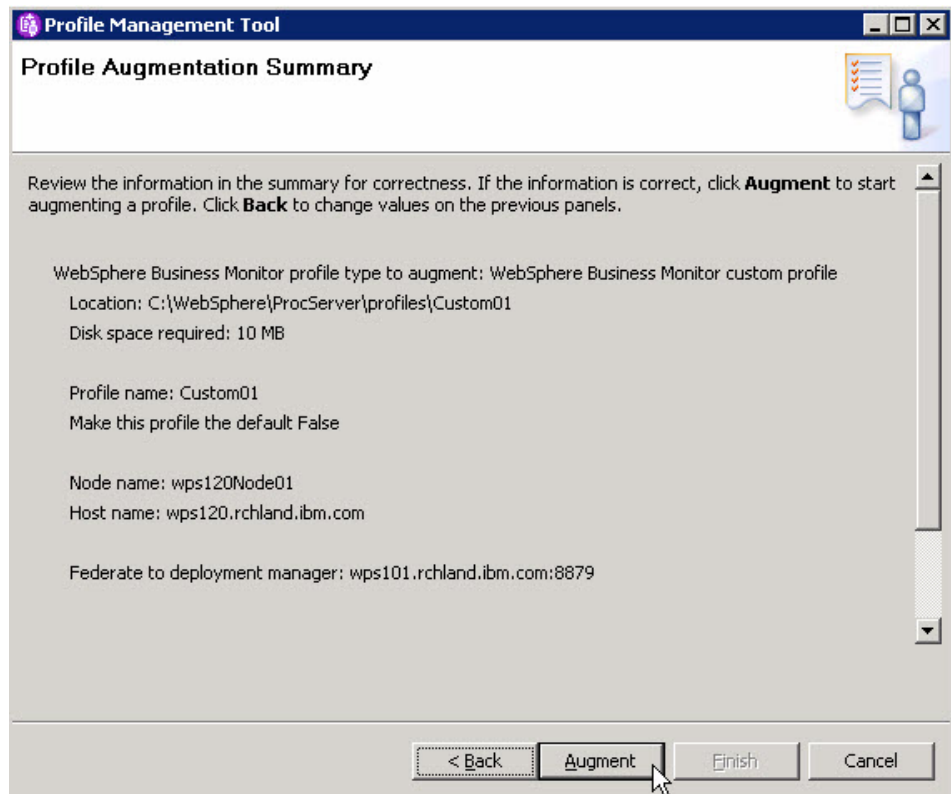 Profile Management Tool
Profile Augmentation Summary
Review the information in the summary for correctness. If the information is correct, click Augment to start
augmenting a profile. Click Back to change values on the previous panels.
WebSphere Business Monitor profile type to augment: WebSphere Business Monitor custom profile
Location: C:\WebSphere\ProcServer\profiles\Custom01
Disk space required: 10 MB
Profile name: Custom01
Make this profile the default False
Node name: wps120Node01
Host name: wps120.rchland.ibm.com
Federate to deployment manager: wps101.rchland.ibm.com:8879
< Back Augment Finish Cancel